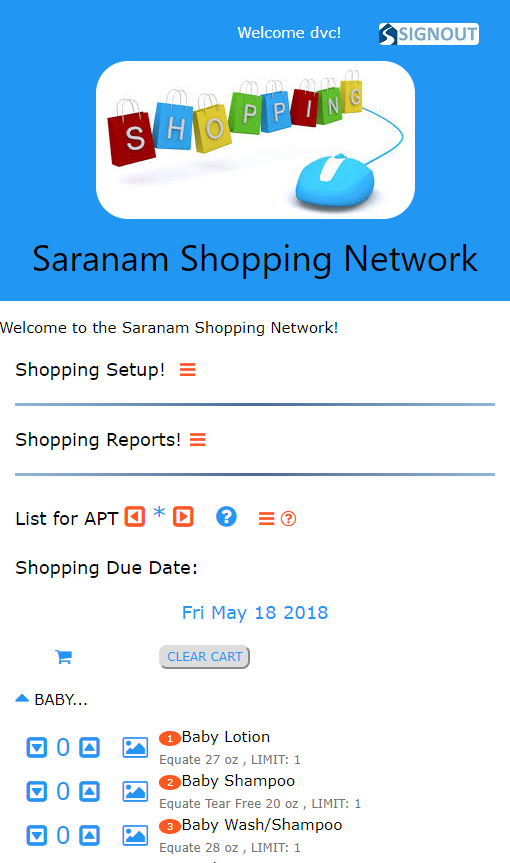 Welcome dvc!
SIGNOUT
SHOPPING
Saranam Shopping Network
Welcome to the Saranam Shopping Network!
Shopping Setup!
Shopping Reports!
List for APT * ? ?
Shopping Due Date:
Fri May 18 2018
CLEAR CART
BABY...
0 1 Baby Lotion
Equate 27 oz , LIMIT: 1
0 2 Baby Shampoo
Equate Tear Free 20 oz , LIMIT: 1
0 3 Baby Wash/Shampoo
Equate 28 oz , LIMIT: 1